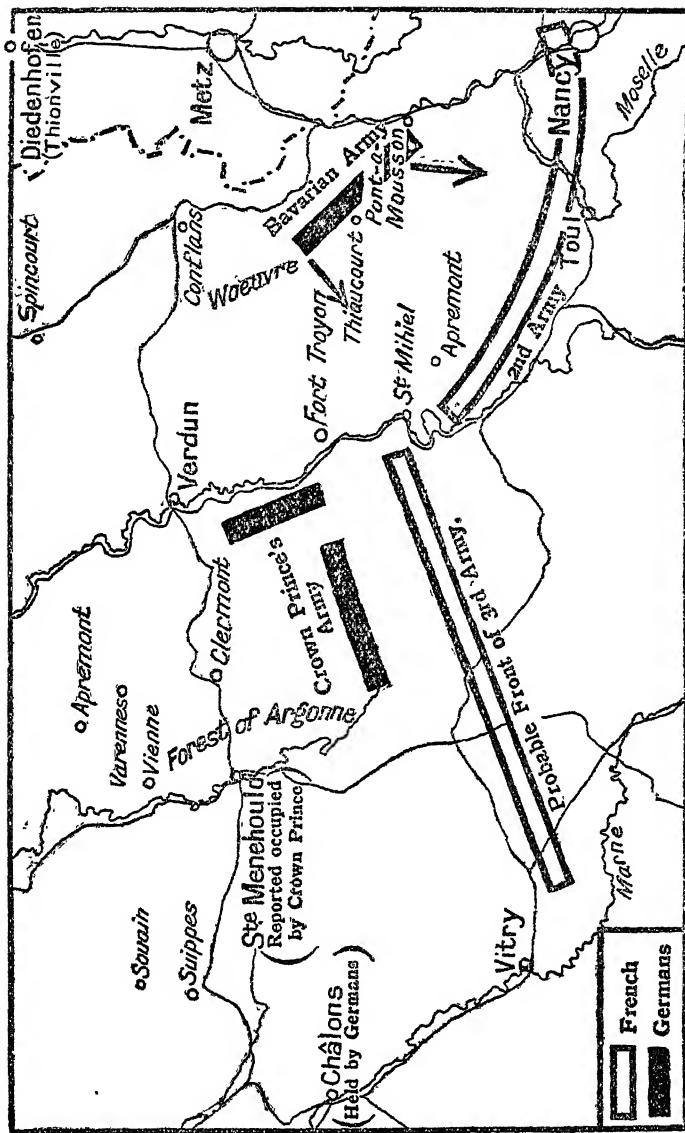 Diedenhofen
(Thionville)
Spincourt
Metz
Conflans
Bavarian Army
Woeuvre
Verdun
Pont-a-
Mousson
Thiaucourt
Fort Troyon
St Mihiel
Apremont
Nancy
Moselle
Toul
2nd Army
Apremont
Varennes
Vienne
Clermont
Forest of Argonne
Crown Prince's
Army
Probable Front of 3rd Army.
Souain
Suippes
Ste Menehould
(Reported occupied
by Crown Prince)
Châlons
(Held by Germans)
Vitry
Marne
French
Germans